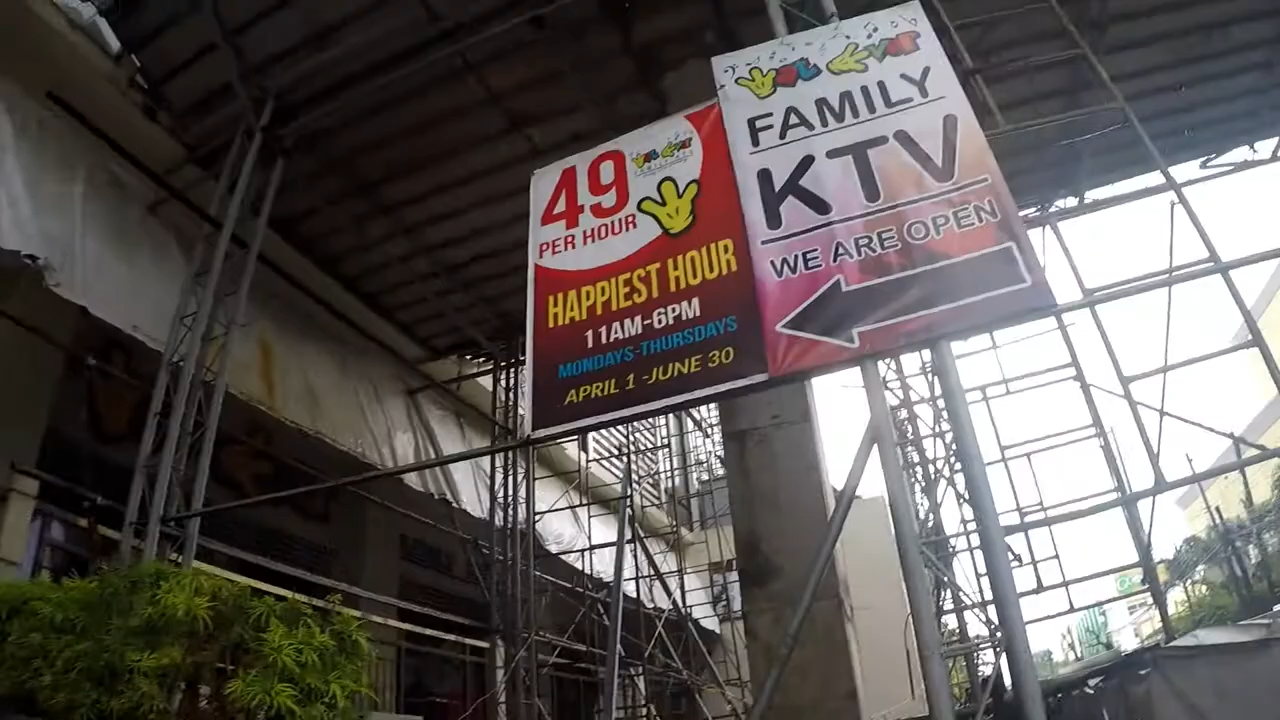 49
PER HOUR
HAPPIEST HOUR
11AM-6PM
MONDAYS-THURSDAYS
APRIL 1 -JUNE 30
FAMILY
KTV
WE ARE OPEN